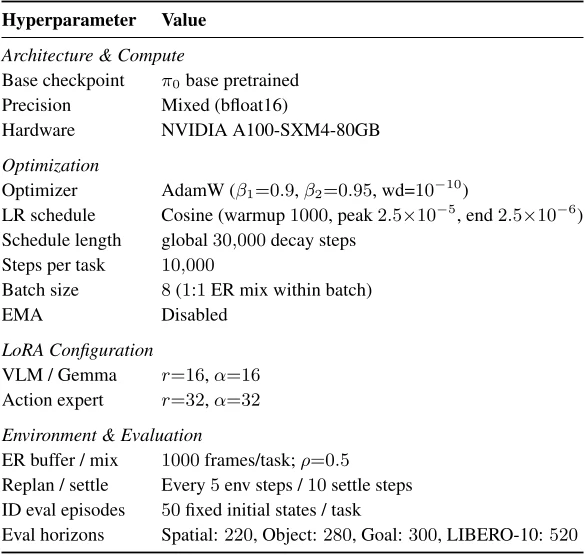 Hyperparameter Value
Architecture & Compute
Base checkpoint π₀ base pretrained
Precision Mixed (bfloat16)
Hardware NVIDIA A100-SXM4-80GB
Optimization
Optimizer AdamW (β₁=0.9, β₂=0.95, wd=10⁻¹⁰)
LR schedule Cosine (warmup 1000, peak 2.5×10⁻⁵, end 2.5×10⁻⁶)
Schedule length global 30,000 decay steps
Steps per task 10,000
Batch size 8 (1:1 ER mix within batch)
EMA Disabled
LoRA Configuration
VLM / Gemma r=16, α=16
Action expert r=32, α=32
Environment & Evaluation
ER buffer / mix 1000 frames/task; ρ=0.5
Replan / settle Every 5 env steps / 10 settle steps
ID eval episodes 50 fixed initial states / task
Eval horizons Spatial: 220, Object: 280, Goal: 300, LIBERO-10: 520